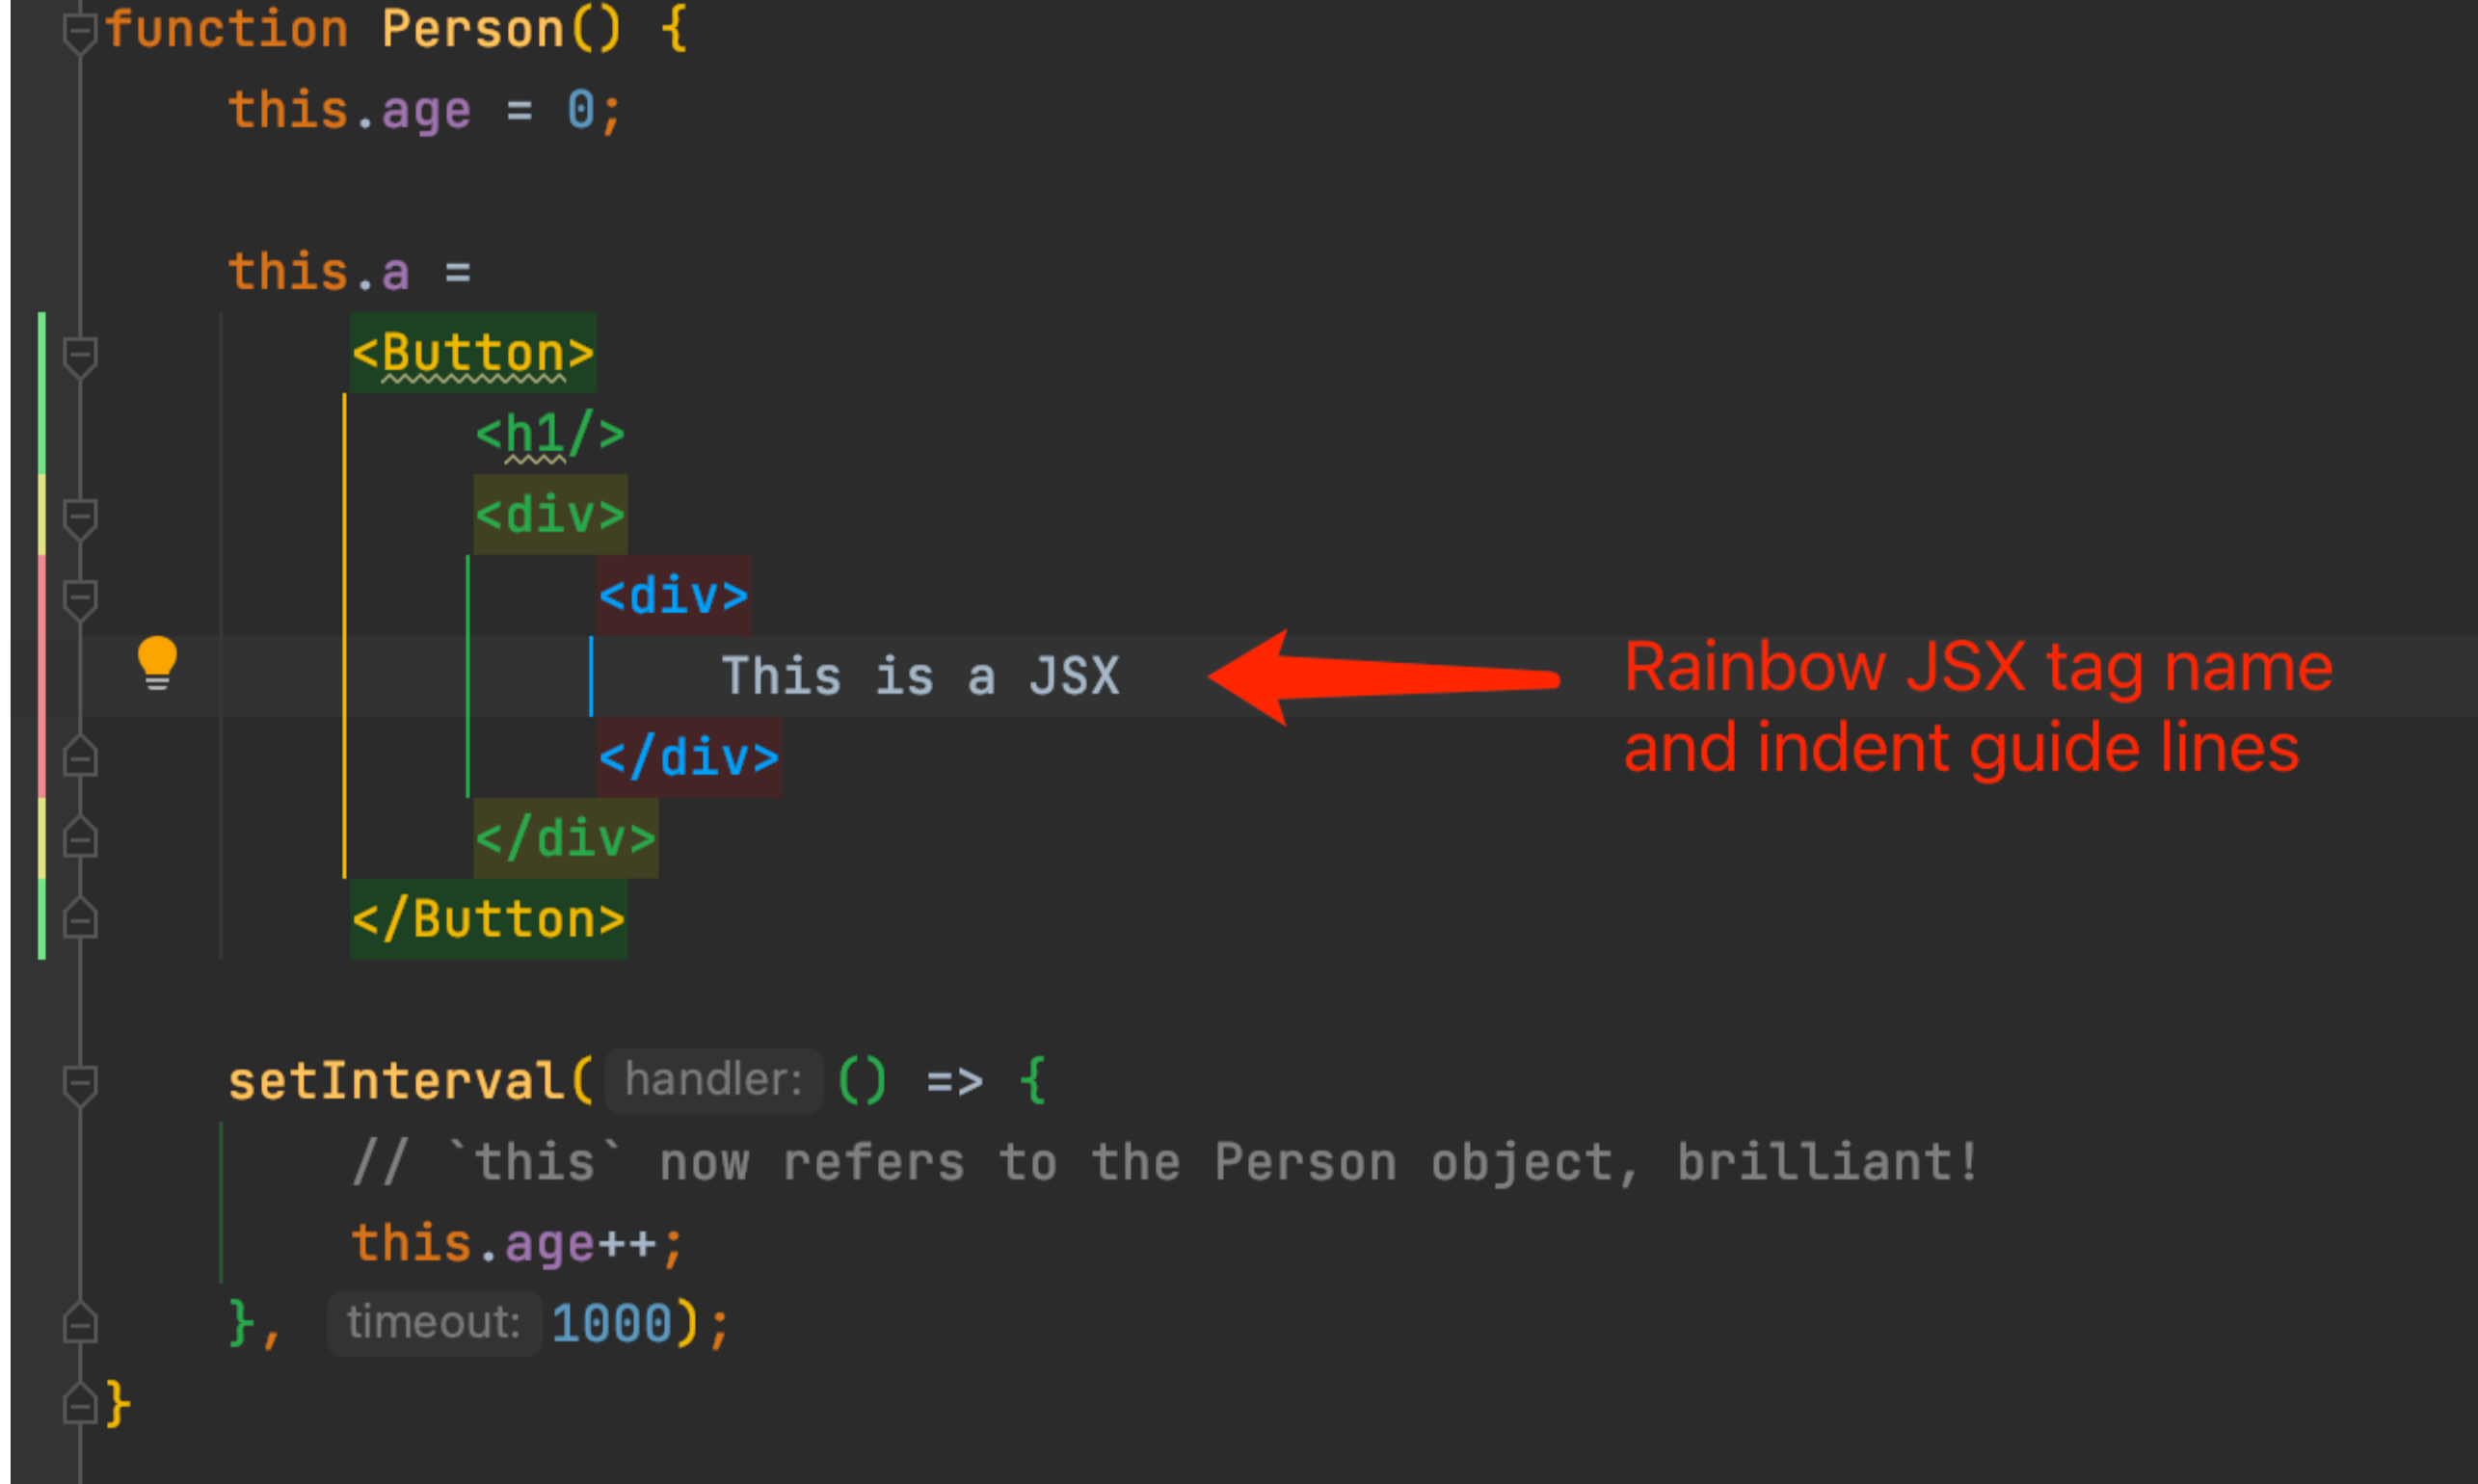 function Person() {
this.age = 0;
this.a =
<Button>
<h1/>
<div>
<div>
This is a JSX
Rainbow JSX tag name
and indent guide lines
</div>
</div>
</Button>
setInterval( handler: () => {
// `this` now refers to the Person object, brilliant!
this.age++;
}, timeout: 1000);
}